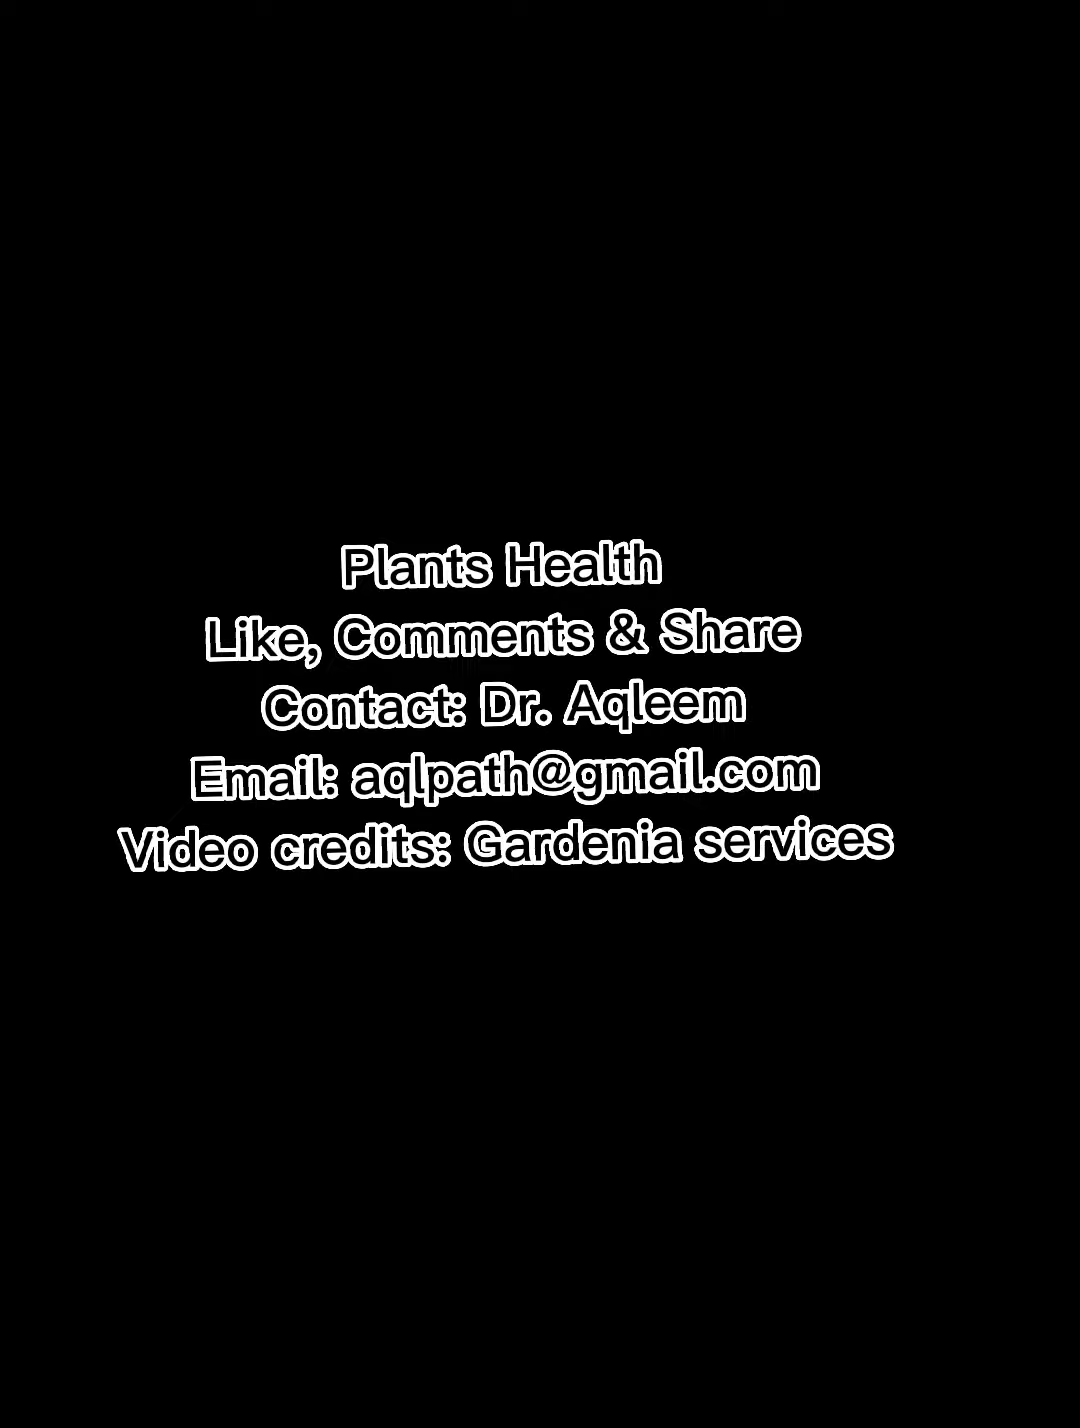 Plants Health
Like, Comments & Share
Contact: Dr. Aqleem
Email: aqlpath@gmail.com
Video credits: Gardenia services